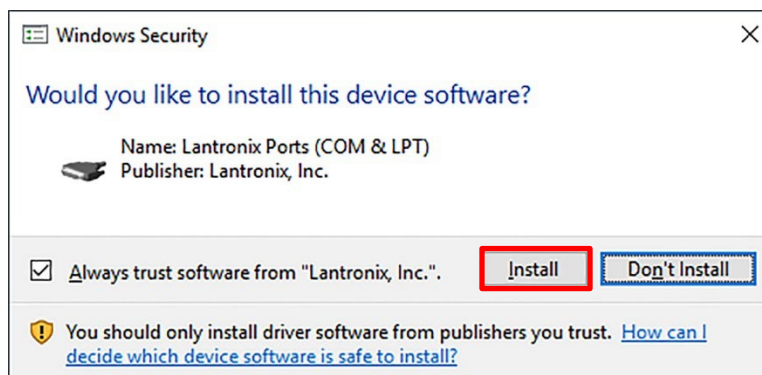 Windows Security
Would you like to install this device software?
Name: Lantronix Ports (COM & LPT)
Publisher: Lantronix, Inc.
Always trust software from "Lantronix, Inc.".
Install
Don't Install
You should only install driver software from publishers you trust. How can I
decide which device software is safe to install?